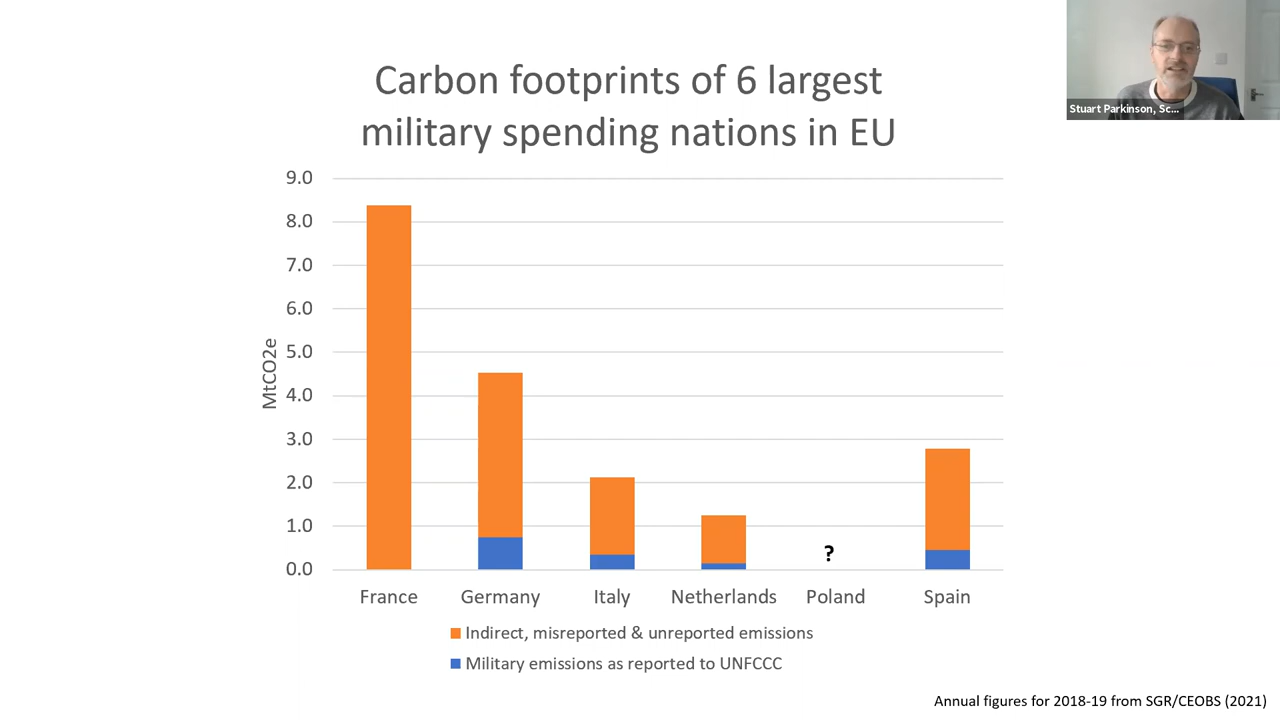 Carbon footprints of 6 largest
military spending nations in EU
Stuart Parkinson, Sc...
MtCO2e
9.0
8.0
7.0
6.0
5.0
4.0
3.0
2.0
1.0
0.0
?
France Germany Italy Netherlands Poland Spain
Indirect, misreported & unreported emissions
Military emissions as reported to UNFCCC
Annual figures for 2018-19 from SGR/CEOBS (2021)